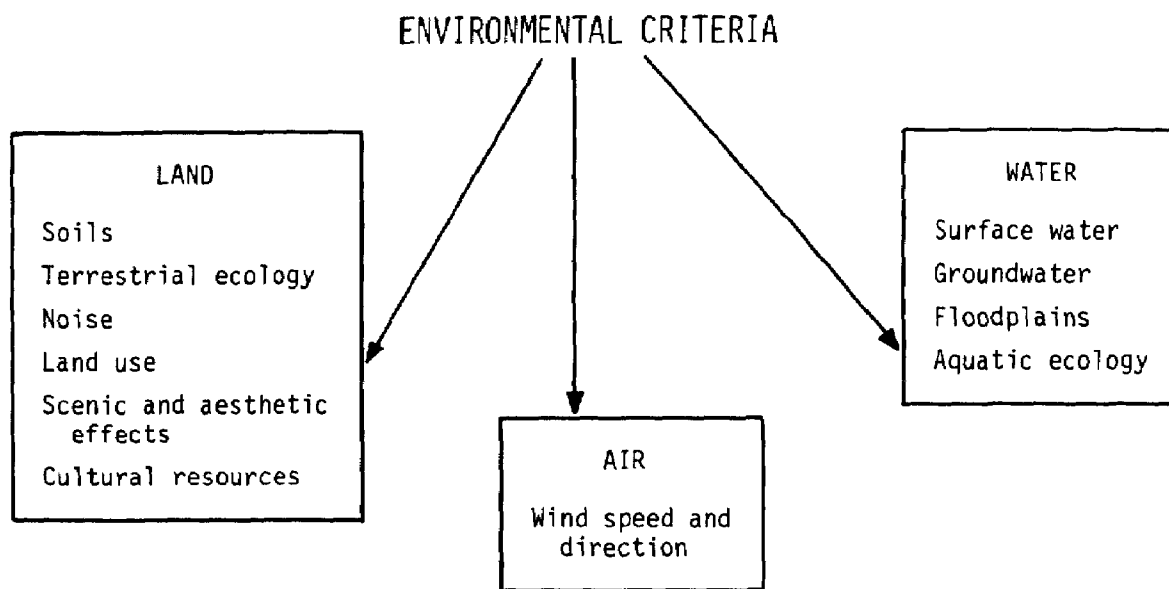 ENVIRONMENTAL CRITERIA
LAND
Soils
Terrestrial ecology
Noise
Land use
Scenic and aesthetic
effects
Cultural resources
AIR
Wind speed and
direction
WATER
Surface water
Groundwater
Floodplains
Aquatic ecology